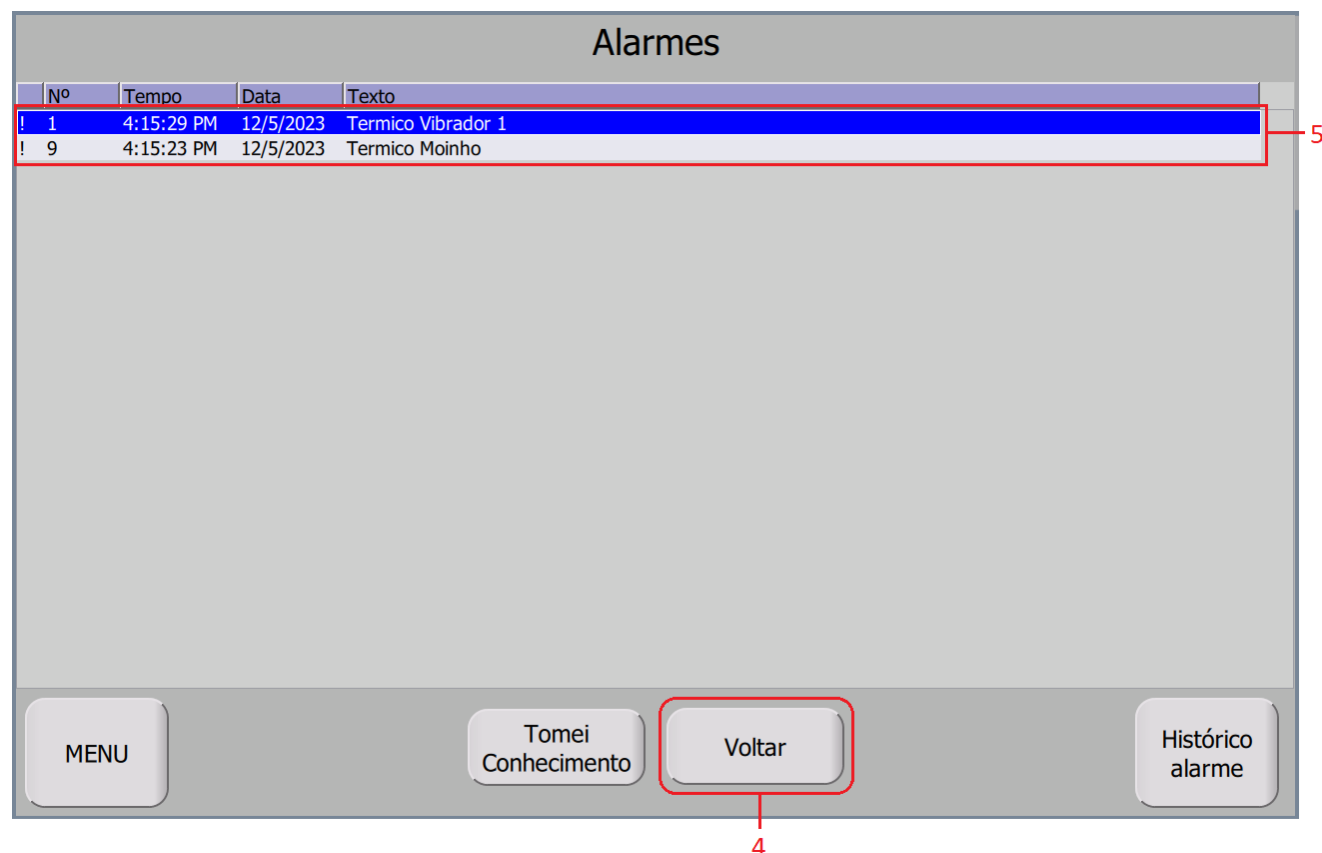 Alarmes
Nº Tempo Data Texto
! 1 4:15:29 PM 12/5/2023 Termico Vibrador 1
! 9 4:15:23 PM 12/5/2023 Termico Moinho
5
MENU
Tomei
Conhecimento
Voltar
Histórico
alarme
4